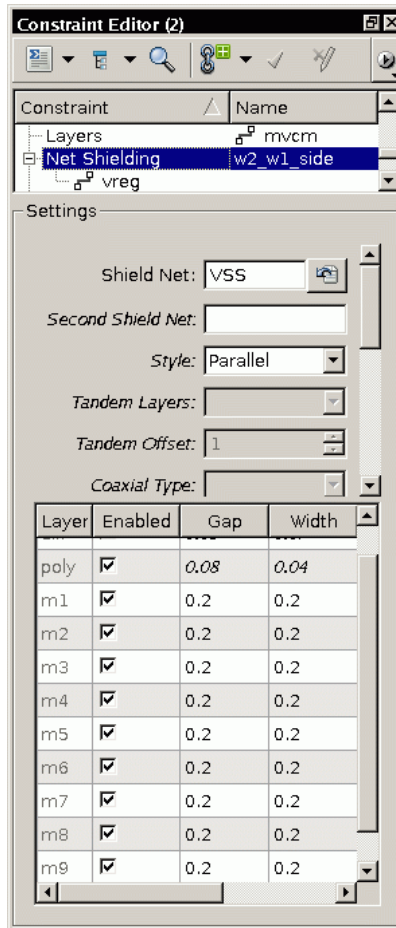 Constraint Editor (2)
Constraint Name
Layers mvcm
Net Shielding w2_w1_side
vreg
Settings
Shield Net: VSS
Second Shield Net:
Style: Parallel
Tandem Layers:
Tandem Offset: 1
Coaxial Type:
Layer Enabled Gap Width
poly 0.08 0.04
m1 0.2 0.2
m2 0.2 0.2
m3 0.2 0.2
m4 0.2 0.2
m5 0.2 0.2
m6 0.2 0.2
m7 0.2 0.2
m8 0.2 0.2
m9 0.2 0.2